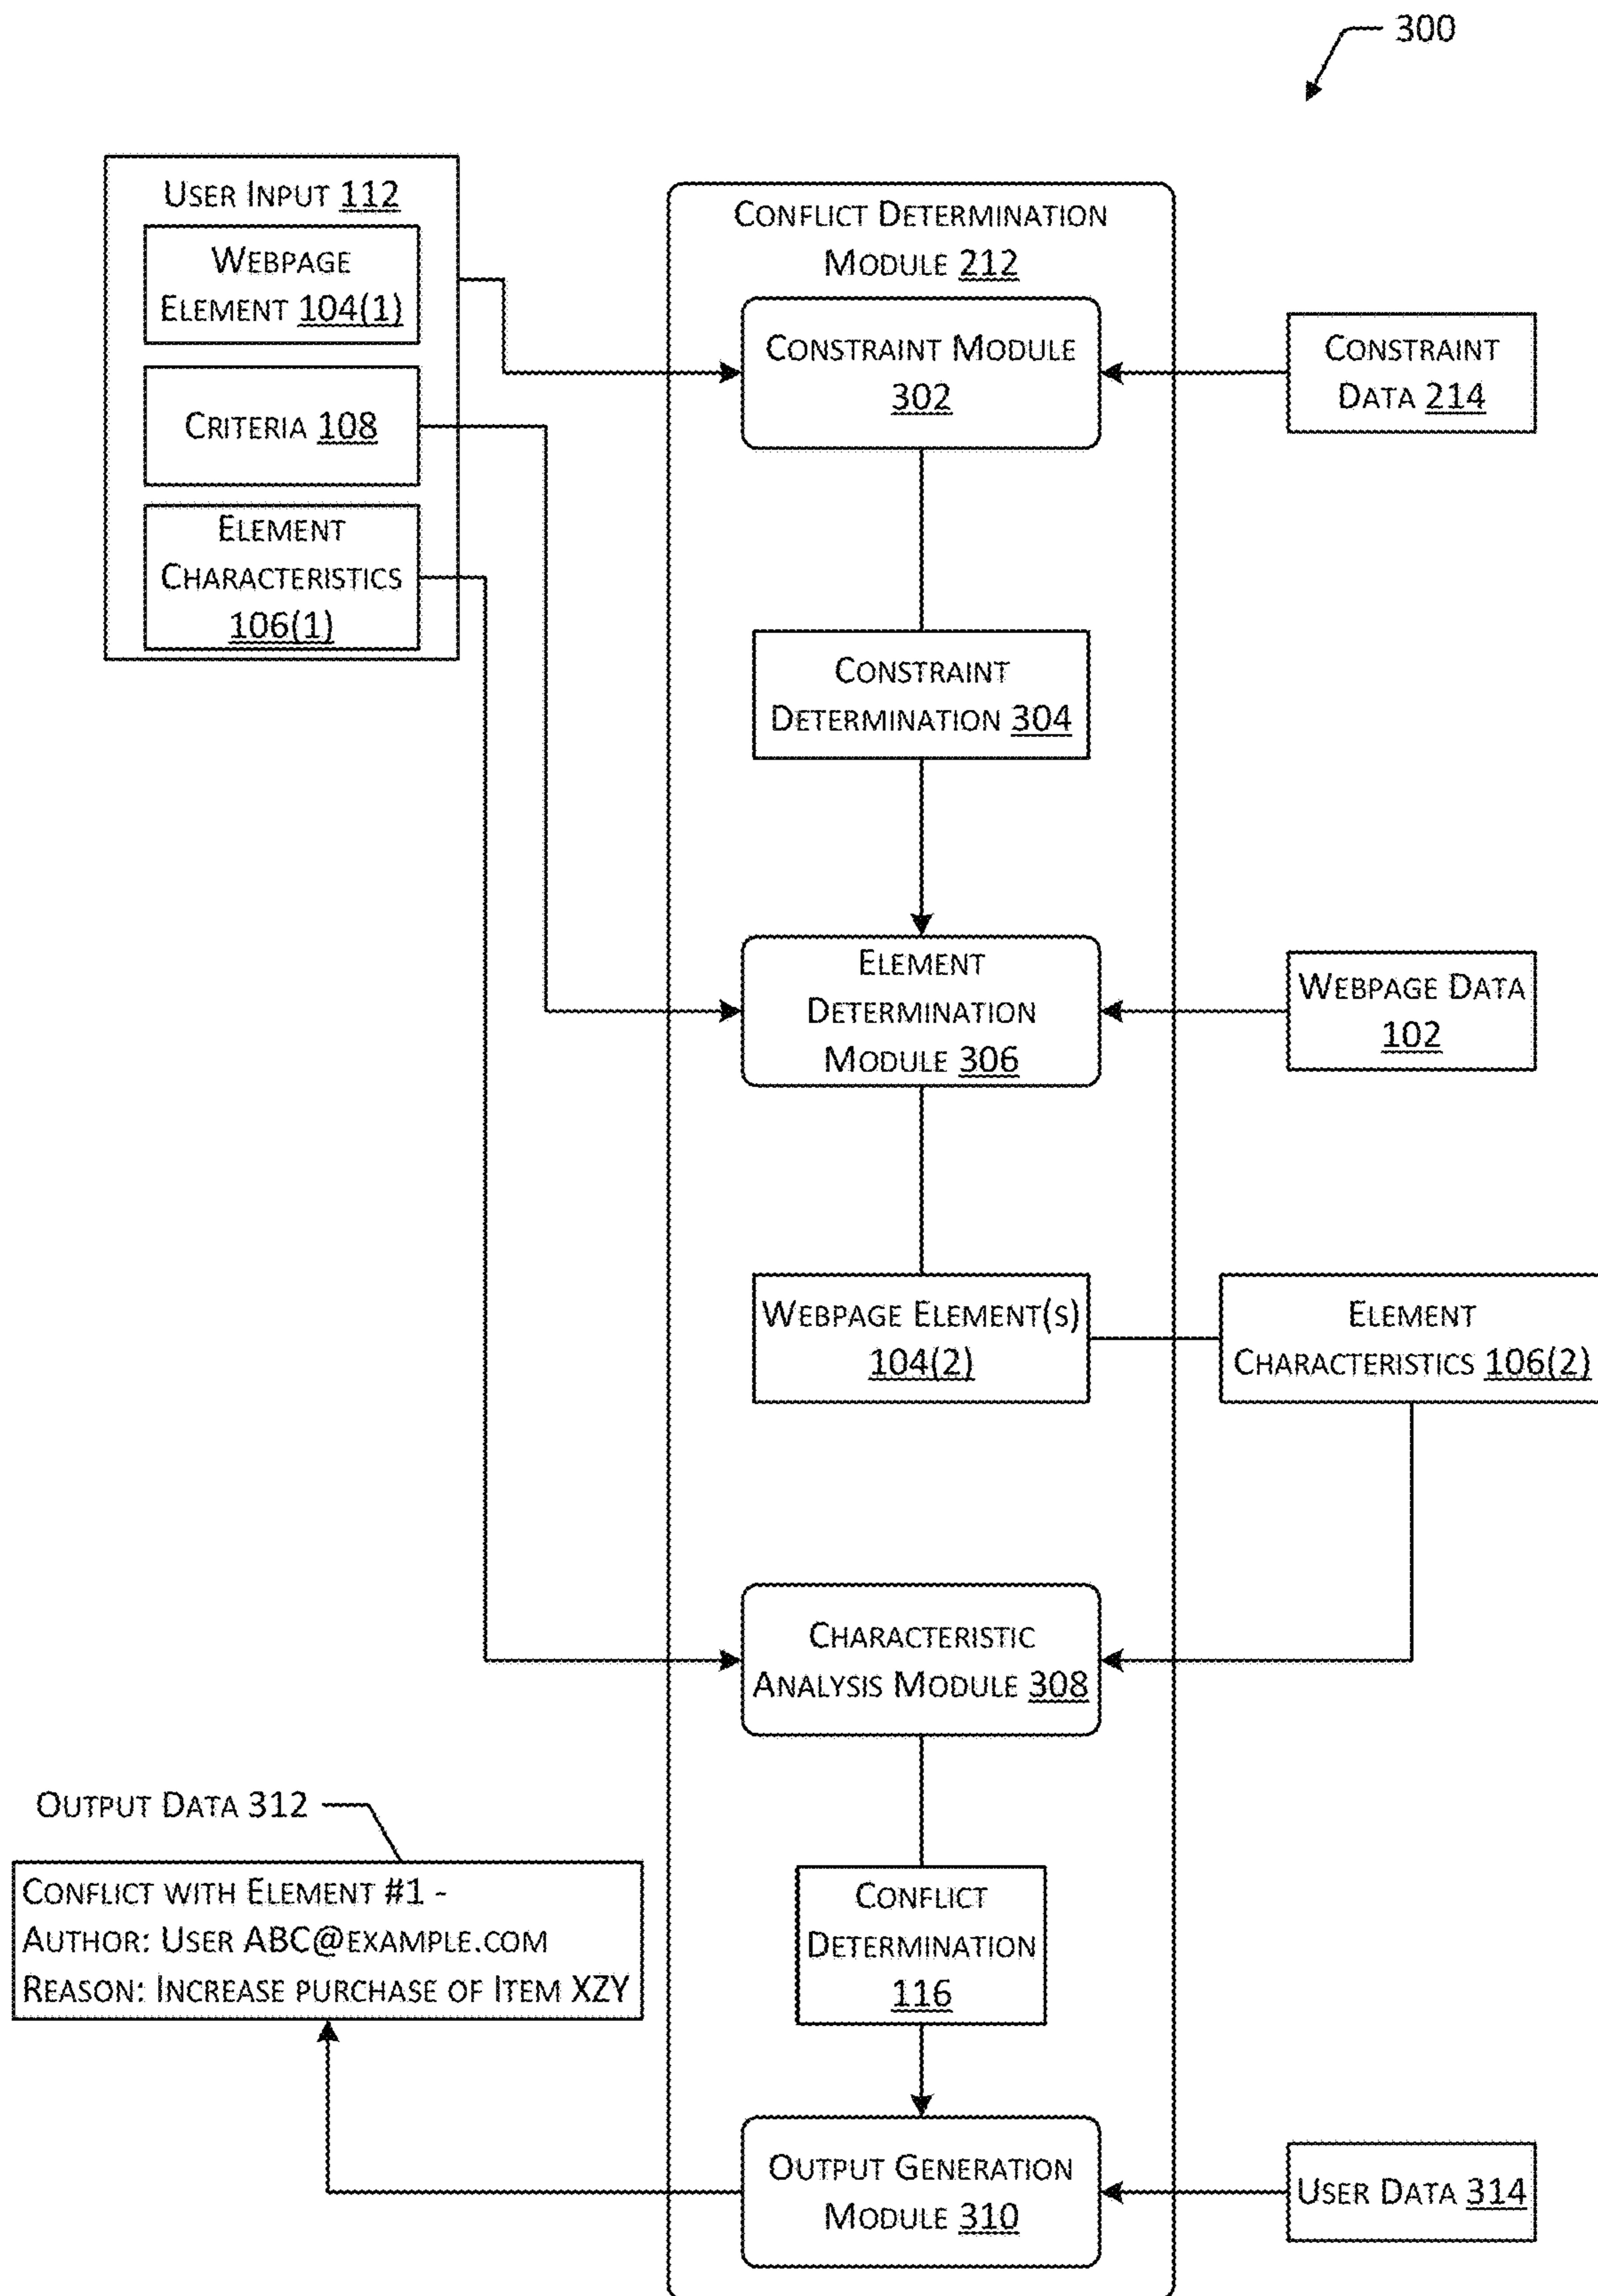 300
USER INPUT 112
WEBPAGE
ELEMENT 104(1)
CRITERIA 108
ELEMENT
CHARACTERISTICS
106(1)
CONFLICT DETERMINATION
MODULE 212
CONSTRAINT MODULE
302
CONSTRAINT
DATA 214
CONSTRAINT
DETERMINATION 304
ELEMENT
DETERMINATION
MODULE 306
WEBPAGE DATA
102
WEBPAGE ELEMENT(S)
104(2)
ELEMENT
CHARACTERISTICS 106(2)
CHARACTERISTIC
ANALYSIS MODULE 308
OUTPUT DATA 312
CONFLICT WITH ELEMENT #1 -
AUTHOR: USER ABC@EXAMPLE.COM
REASON: INCREASE PURCHASE OF ITEM XZY
CONFLICT
DETERMINATION
116
OUTPUT GENERATION
MODULE 310
USER DATA 314